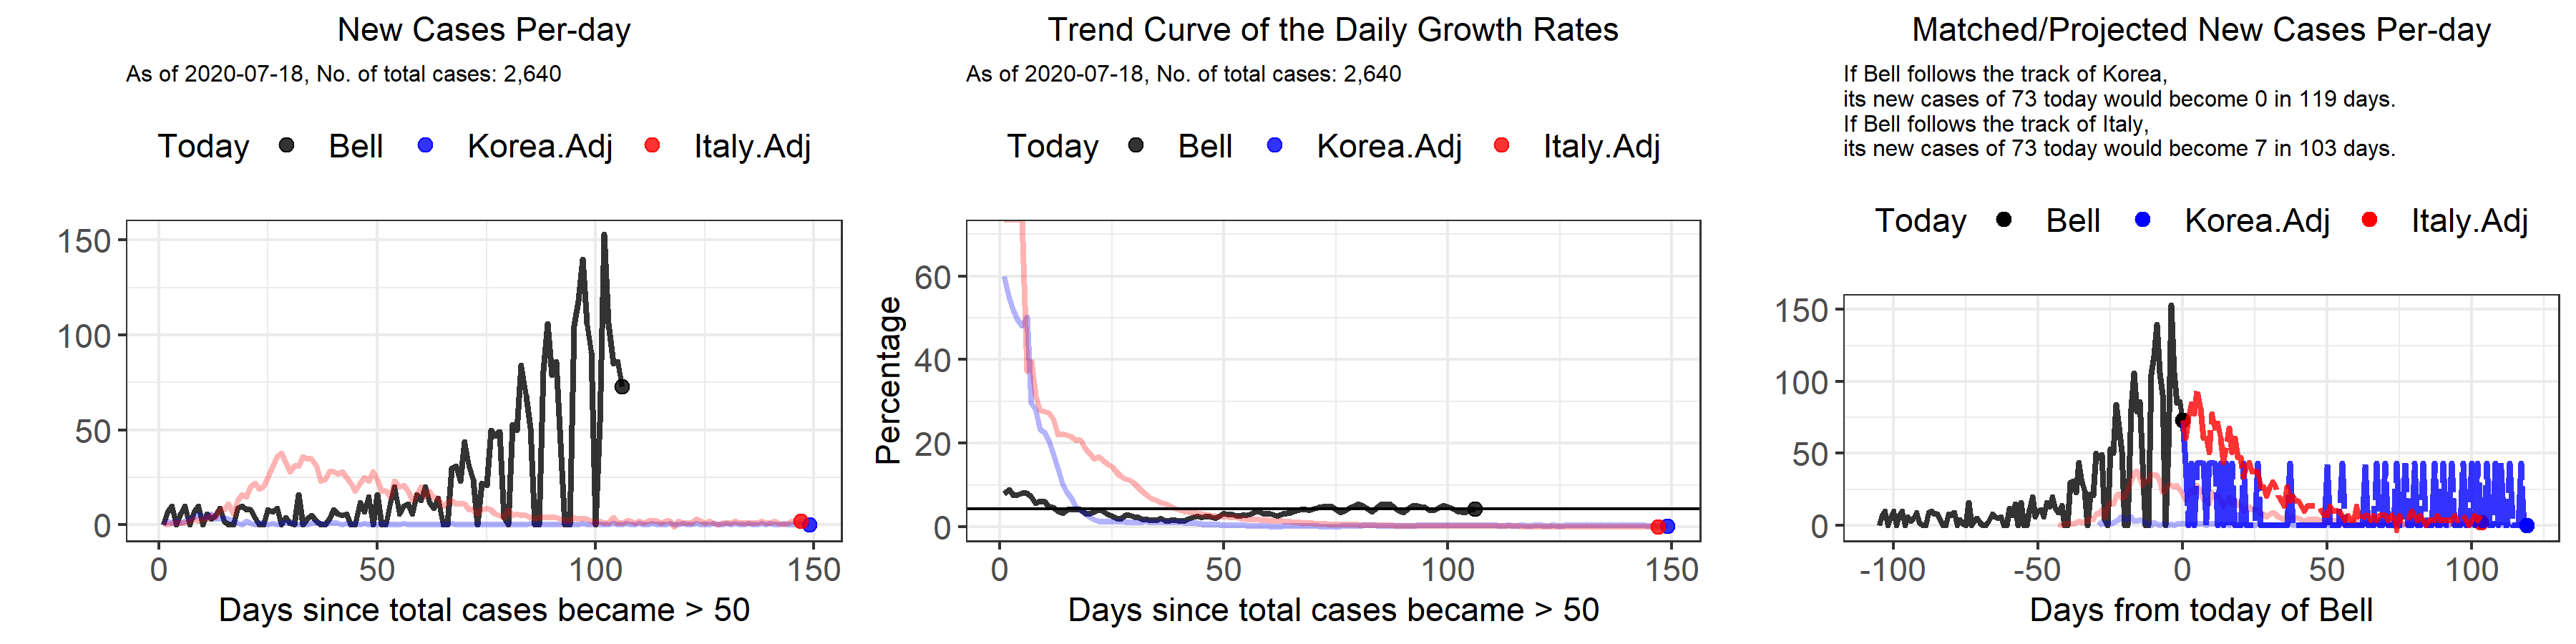 New Cases Per-day
As of 2020-07-18, No. of total cases: 2,640
Today Bell Korea.Adj Italy.Adj
150
100
50
0
0 50 100 150
Days since total cases became > 50
Trend Curve of the Daily Growth Rates
As of 2020-07-18, No. of total cases: 2,640
Today Bell Korea.Adj Italy.Adj
Percentage
60
40
20
0
0 50 100 150
Days since total cases became > 50
Matched/Projected New Cases Per-day
If Bell follows the track of Korea,
its new cases of 73 today would become 0 in 119 days.
If Bell follows the track of Italy,
its new cases of 73 today would become 7 in 103 days.
Today Bell Korea.Adj Italy.Adj
150
100
50
0
-100 -50 0 50 100
Days from today of Bell